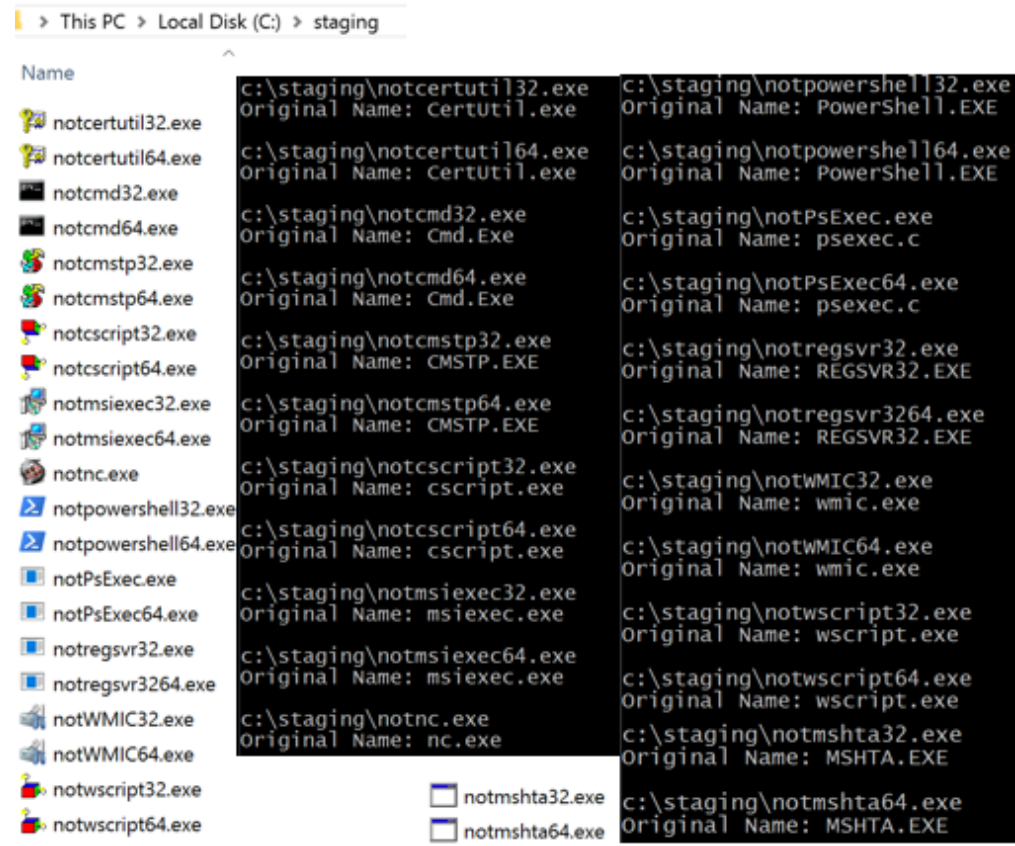 > This PC > Local Disk (C:) > staging
Name
notcertutil32.exe
notcertutil64.exe
notcmd32.exe
notcmd64.exe
notcmstp32.exe
notcmstp64.exe
notcscript32.exe
notcscript64.exe
notmsiexec32.exe
notmsiexec64.exe
notnc.exe
notpowershell32.exe
notpowershell64.exe
notPsExec.exe
notPsExec64.exe
notregsvr32.exe
notregsvr3264.exe
notWMIC32.exe
notWMIC64.exe
notwscript32.exe
notwscript64.exe
c:\staging\notcertutil32.exe
Original Name: CertUtil.exe
c:\staging\notcertutil64.exe
Original Name: CertUtil.exe
c:\staging\notcmd32.exe
Original Name: Cmd.Exe
c:\staging\notcmd64.exe
Original Name: Cmd.Exe
c:\staging\notcmstp32.exe
Original Name: CMSTP.EXE
c:\staging\notcmstp64.exe
Original Name: CMSTP.EXE
c:\staging\notcscript32.exe
Original Name: cscript.exe
c:\staging\notcscript64.exe
Original Name: cscript.exe
c:\staging\notmsiexec32.exe
Original Name: msiexec.exe
c:\staging\notmsiexec64.exe
Original Name: msiexec.exe
c:\staging\notnc.exe
Original Name: nc.exe
notmshta32.exe
notmshta64.exe
c:\staging\notpowershell32.exe
Original Name: PowerShell.EXE
c:\staging\notpowershell64.exe
Original Name: PowerShell.EXE
c:\staging\notPsExec.exe
Original Name: psexec.c
c:\staging\notPsExec64.exe
Original Name: psexec.c
c:\staging\notregsvr32.exe
Original Name: REGSVR32.EXE
c:\staging\notregsvr3264.exe
Original Name: REGSVR32.EXE
c:\staging\notWMIC32.exe
Original Name: wmic.exe
c:\staging\notWMIC64.exe
Original Name: wmic.exe
c:\staging\notwscript32.exe
Original Name: wscript.exe
c:\staging\notwscript64.exe
Original Name: wscript.exe
c:\staging\notmshta32.exe
Original Name: MSHTA.EXE
c:\staging\notmshta64.exe
Original Name: MSHTA.EXE